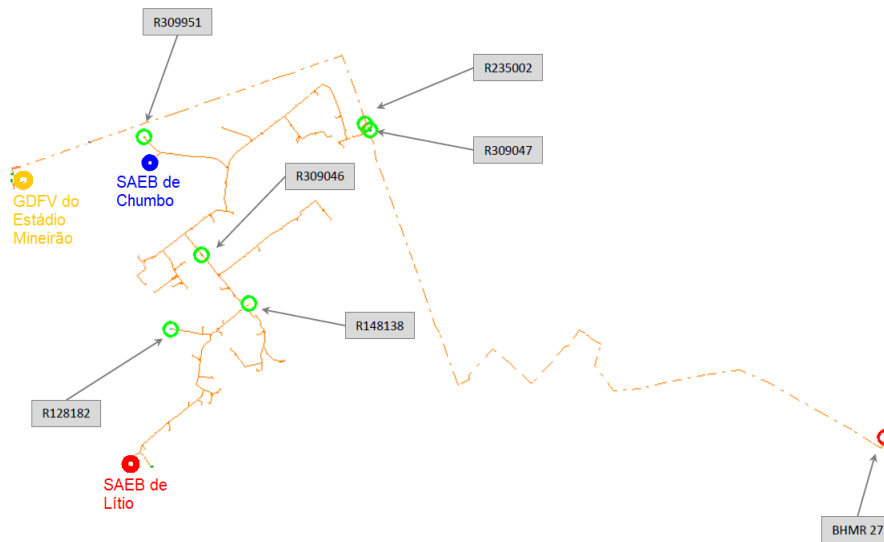 R309951
R235002
R309047
SAEB de
Chumbo
R309046
GDFV do
Estádio
Mineirão
R148138
R128182
SAEB de
Lítio
BHMR 27